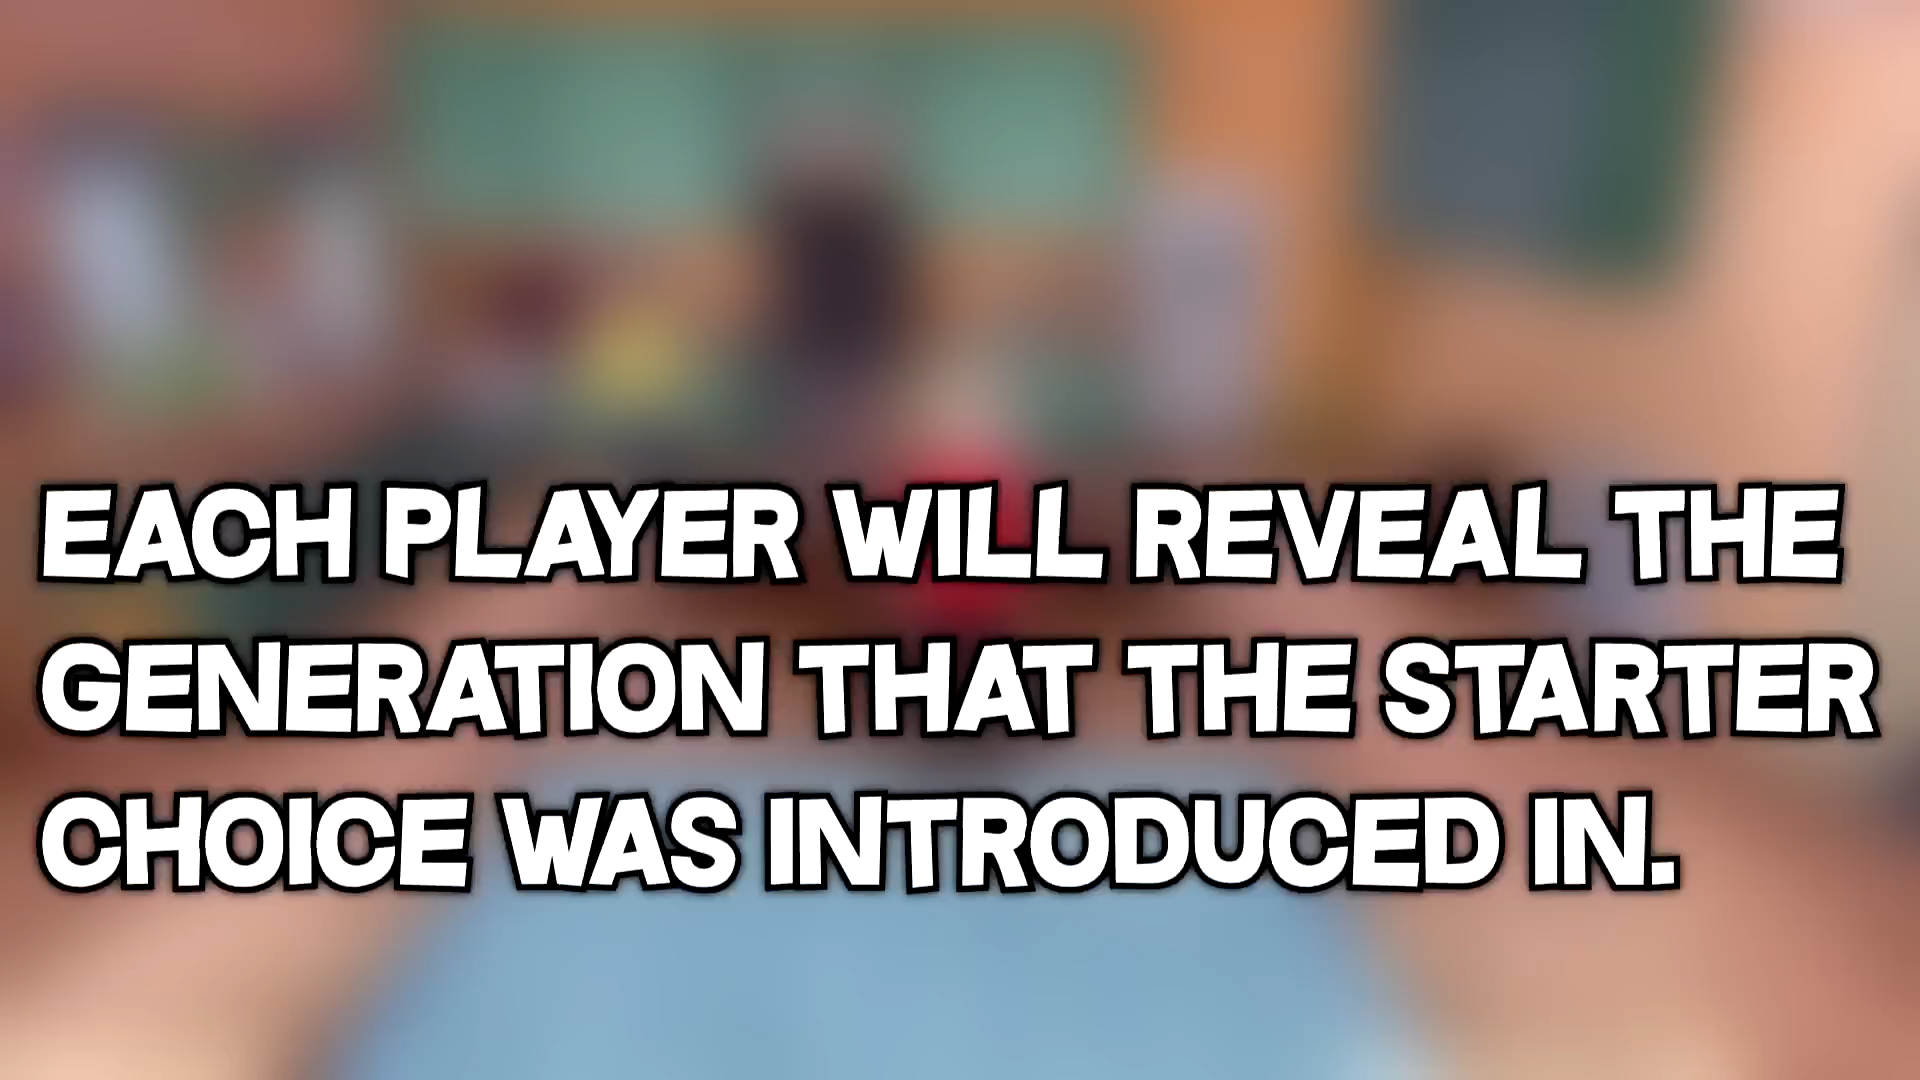 EACH PLAYER WILL REVEAL THE
GENERATION THAT THE STARTER
CHOICE WAS INTRODUCED IN.